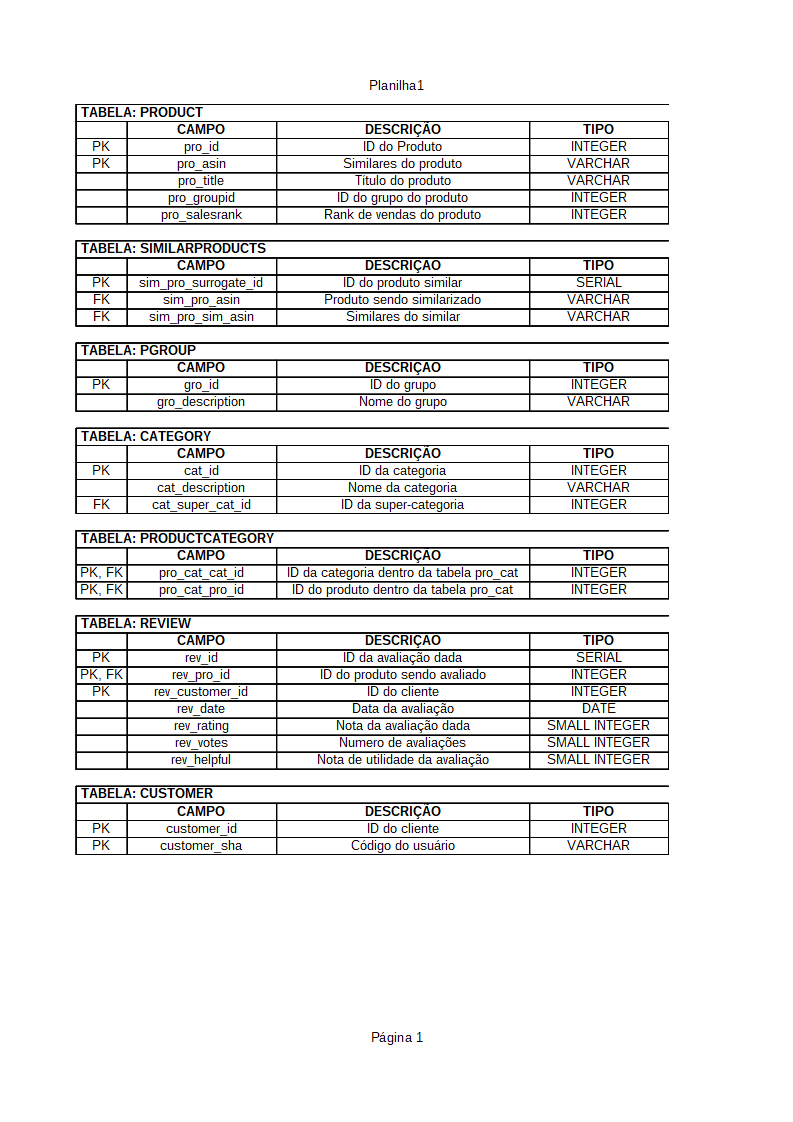 Planilha1
TABELA: PRODUCT
CAMPO DESCRIÇÃO TIPO
PK pro_id ID do Produto INTEGER
PK pro_asin Similares do produto VARCHAR
pro_title Título do produto VARCHAR
pro_groupid ID do grupo do produto INTEGER
pro_salesrank Rank de vendas do produto INTEGER
TABELA: SIMILARPRODUCTS
CAMPO DESCRIÇÃO TIPO
PK sim_pro_surrogate_id ID do produto similar SERIAL
FK sim_pro_asin Produto sendo similarizado VARCHAR
FK sim_pro_sim_asin Similares do similar VARCHAR
TABELA: PGROUP
CAMPO DESCRIÇÃO TIPO
PK gro_id ID do grupo INTEGER
gro_description Nome do grupo VARCHAR
TABELA: CATEGORY
CAMPO DESCRIÇÃO TIPO
PK cat_id ID da categoria INTEGER
cat_description Nome da categoria VARCHAR
FK cat_super_cat_id ID da super-categoria INTEGER
TABELA: PRODUCTCATEGORY
CAMPO DESCRIÇÃO TIPO
PK, FK pro_cat_cat_id ID da categoria dentro da tabela pro_cat INTEGER
PK, FK pro_cat_pro_id ID do produto dentro da tabela pro_cat INTEGER
TABELA: REVIEW
CAMPO DESCRIÇÃO TIPO
PK rev_id ID da avaliação dada SERIAL
PK, FK rev_pro_id ID do produto sendo avaliado INTEGER
PK rev_customer_id ID do cliente INTEGER
rev_date Data da avaliação DATE
rev_rating Nota da avaliação dada SMALL INTEGER
rev_votes Numero de avaliações SMALL INTEGER
rev_helpful Nota de utilidade da avaliação SMALL INTEGER
TABELA: CUSTOMER
CAMPO DESCRIÇÃO TIPO
PK customer_id ID do cliente INTEGER
PK customer_sha Código do usuário VARCHAR
Página 1